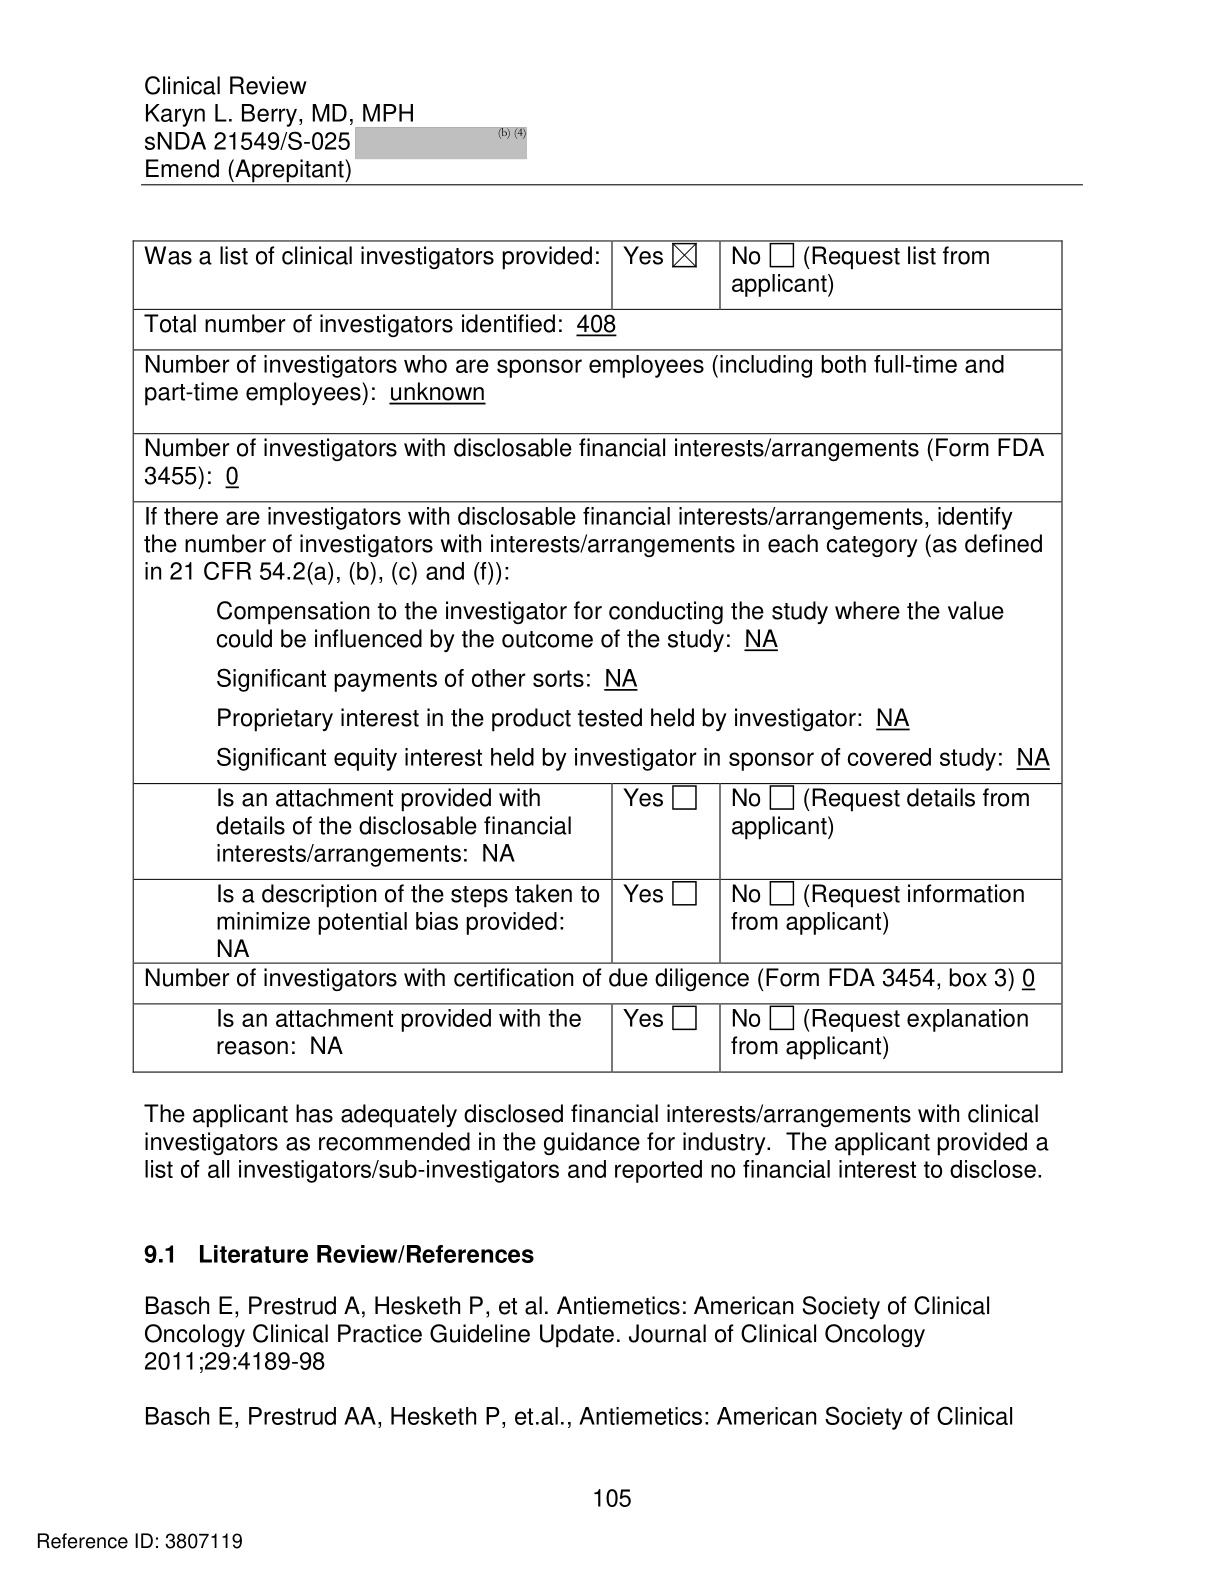 Clinical Review
Karyn L. Berry, MD, MPH
sNDA 21549/S-025 (b) (4)
Emend (Aprepitant)
Was a list of clinical investigators provided: Yes ☒ No ☐ (Request list from
applicant)
Total number of investigators identified: 408
Number of investigators who are sponsor employees (including both full-time and
part-time employees): unknown
Number of investigators with disclosable financial interests/arrangements (Form FDA
3455): 0
If there are investigators with disclosable financial interests/arrangements, identify
the number of investigators with interests/arrangements in each category (as defined
in 21 CFR 54.2(a), (b), (c) and (f)):
Compensation to the investigator for conducting the study where the value
could be influenced by the outcome of the study: NA
Significant payments of other sorts: NA
Proprietary interest in the product tested held by investigator: NA
Significant equity interest held by investigator in sponsor of covered study: NA
Is an attachment provided with
details of the disclosable financial
interests/arrangements: NA
Yes ☐
No ☐ (Request details from
applicant)
Is a description of the steps taken to
minimize potential bias provided:
NA
Yes ☐
No ☐ (Request information
from applicant)
Number of investigators with certification of due diligence (Form FDA 3454, box 3) 0
Is an attachment provided with the
reason: NA
Yes ☐
No ☐ (Request explanation
from applicant)
The applicant has adequately disclosed financial interests/arrangements with clinical
investigators as recommended in the guidance for industry. The applicant provided a
list of all investigators/sub-investigators and reported no financial interest to disclose.
9.1 Literature Review/References
Basch E, Prestrud A, Hesketh P, et al. Antiemetics: American Society of Clinical
Oncology Clinical Practice Guideline Update. Journal of Clinical Oncology
2011;29:4189-98
Basch E, Prestrud AA, Hesketh P, et.al., Antiemetics: American Society of Clinical
105
Reference ID: 3807119